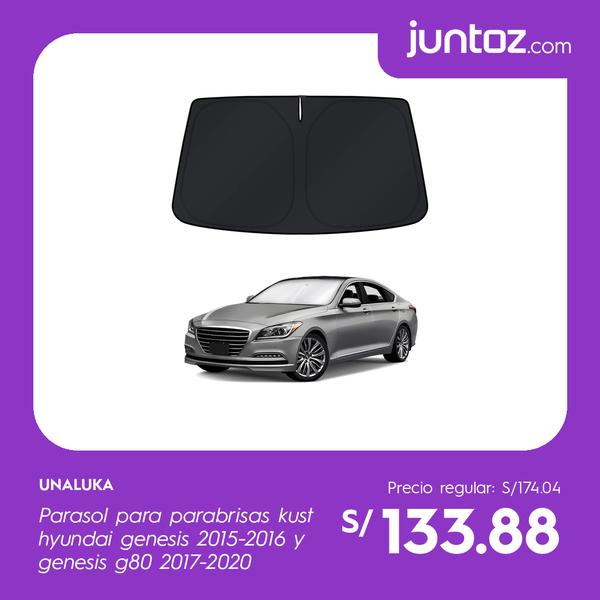 juntoz.com
UNALUKA
Parasol para parabrisas kust
hyundai genesis 2015-2016 y
genesis g80 2017-2020
Precio regular: S/174.04
S/133.88